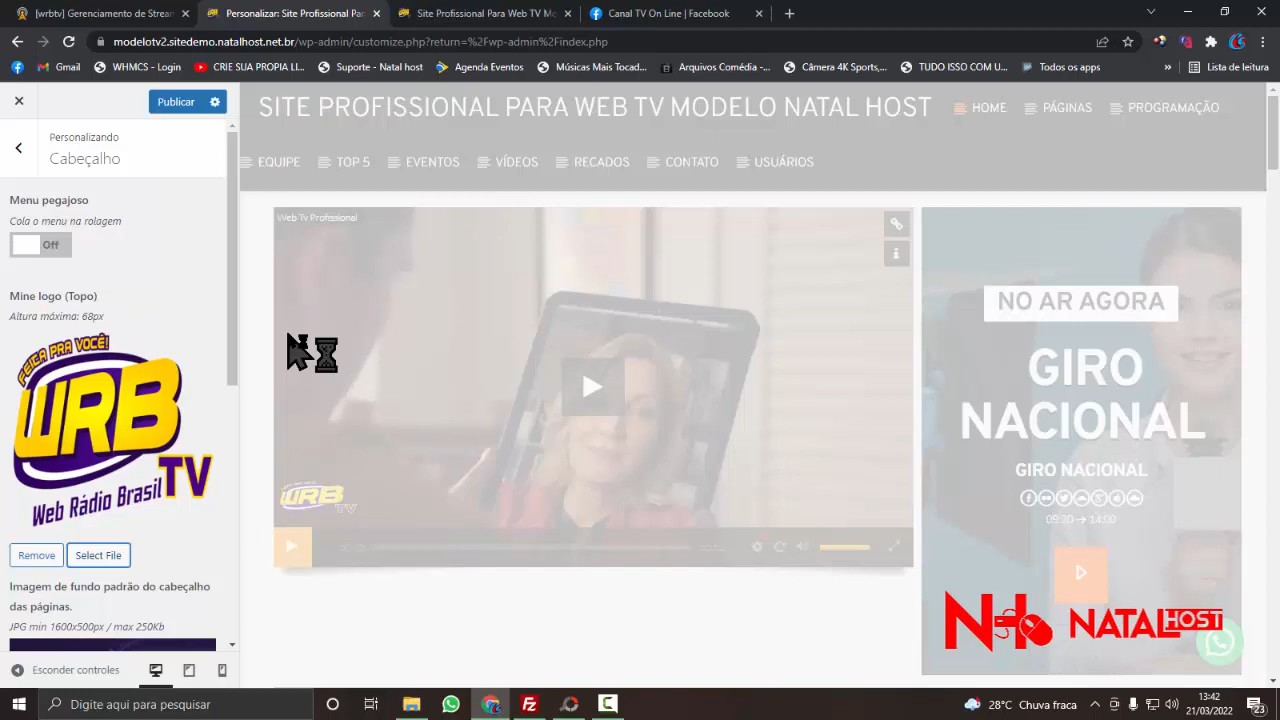 [wrbtv] Gerenciamento de Stream
Personalizar: Site Profissional Par
Site Profissional Para Web TV Mo
Canal TV On Line | Facebook
modelotv2.sitedemo.natalhost.net.br/wp-admin/customize.php?return=%2Fwp-admin%2Findex.php
Gmail
WHMCS - Login
CRIE SUA PROPIA LI...
Suporte - Natal host
Agenda Eventos
Músicas Mais Tocad...
Arquivos Comédia -...
Câmera 4K Sports,...
TUDO ISSO COM U...
Todos os apps
»
Lista de leitura
Publicar
Personalizando
Cabeçalho
Menu pegajoso
Cola o menu na rolagem
Off
Mine logo (Topo)
Altura máxima: 68px
FEITA PRA VOCÊ!
WRB
TV
Web Rádio Brasil
Remove
Select File
Imagem de fundo padrão do cabeçalho
das páginas.
JPG min 1600x500px / max 250Kb
Esconder controles
SITE PROFISSIONAL PARA WEB TV MODELO NATAL HOST
HOME
PÁGINAS
PROGRAMAÇÃO
EQUIPE
TOP 5
EVENTOS
VÍDEOS
RECADOS
CONTATO
USUÁRIOS
Web Tv Profissional
WRB
TV
NO AR AGORA
GIRO
NACIONAL
GIRO NACIONAL
09:20 → 14:00
NATAL HOST
Digite aqui para pesquisar
28°C Chuva fraca
13:42
21/03/2022
23